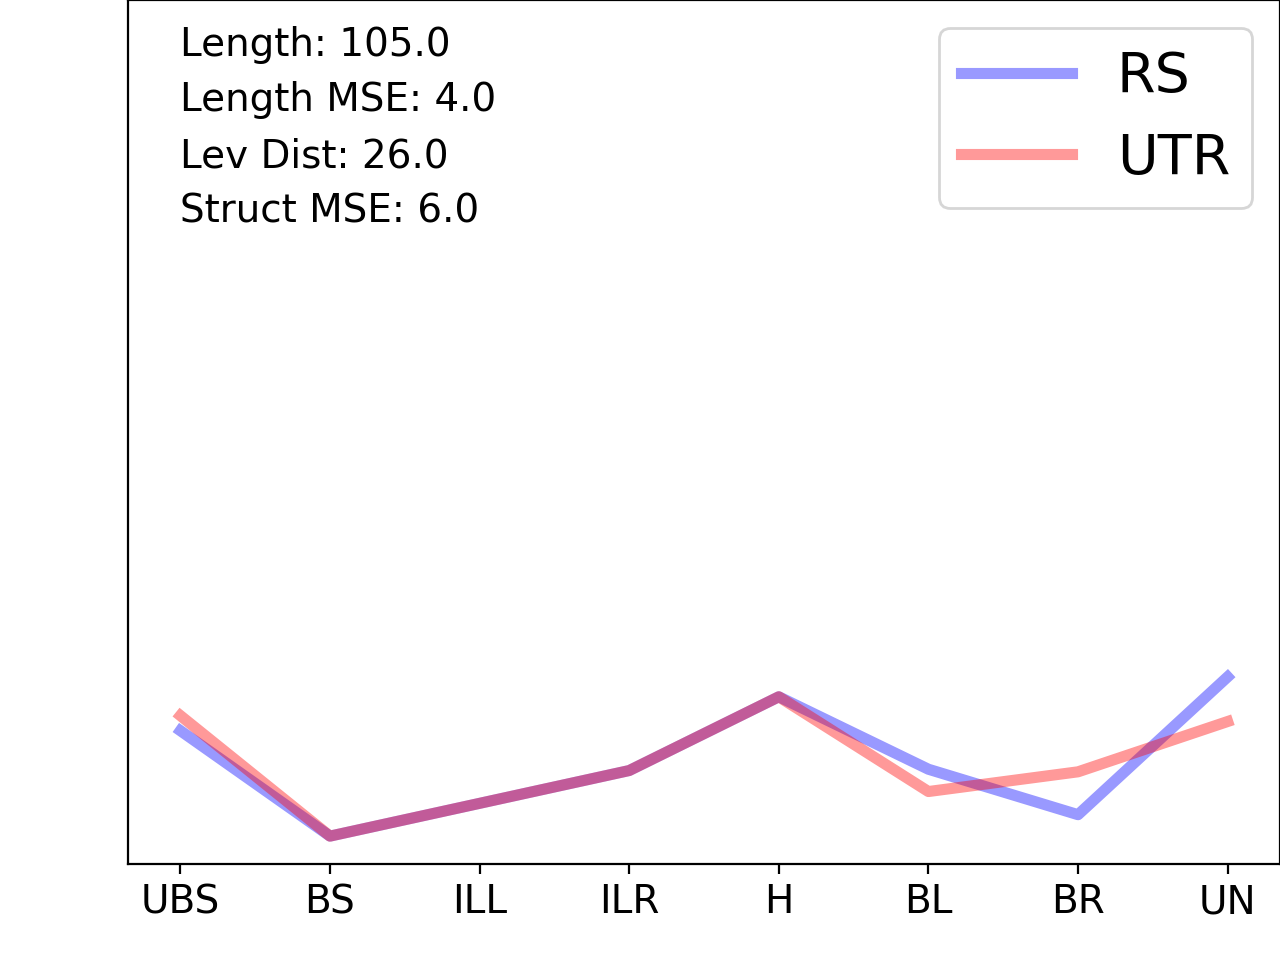 Length: 105.0
Length MSE: 4.0
Lev Dist: 26.0
Struct MSE: 6.0
RS
UTR
UBS BS ILL ILR H BL BR UN